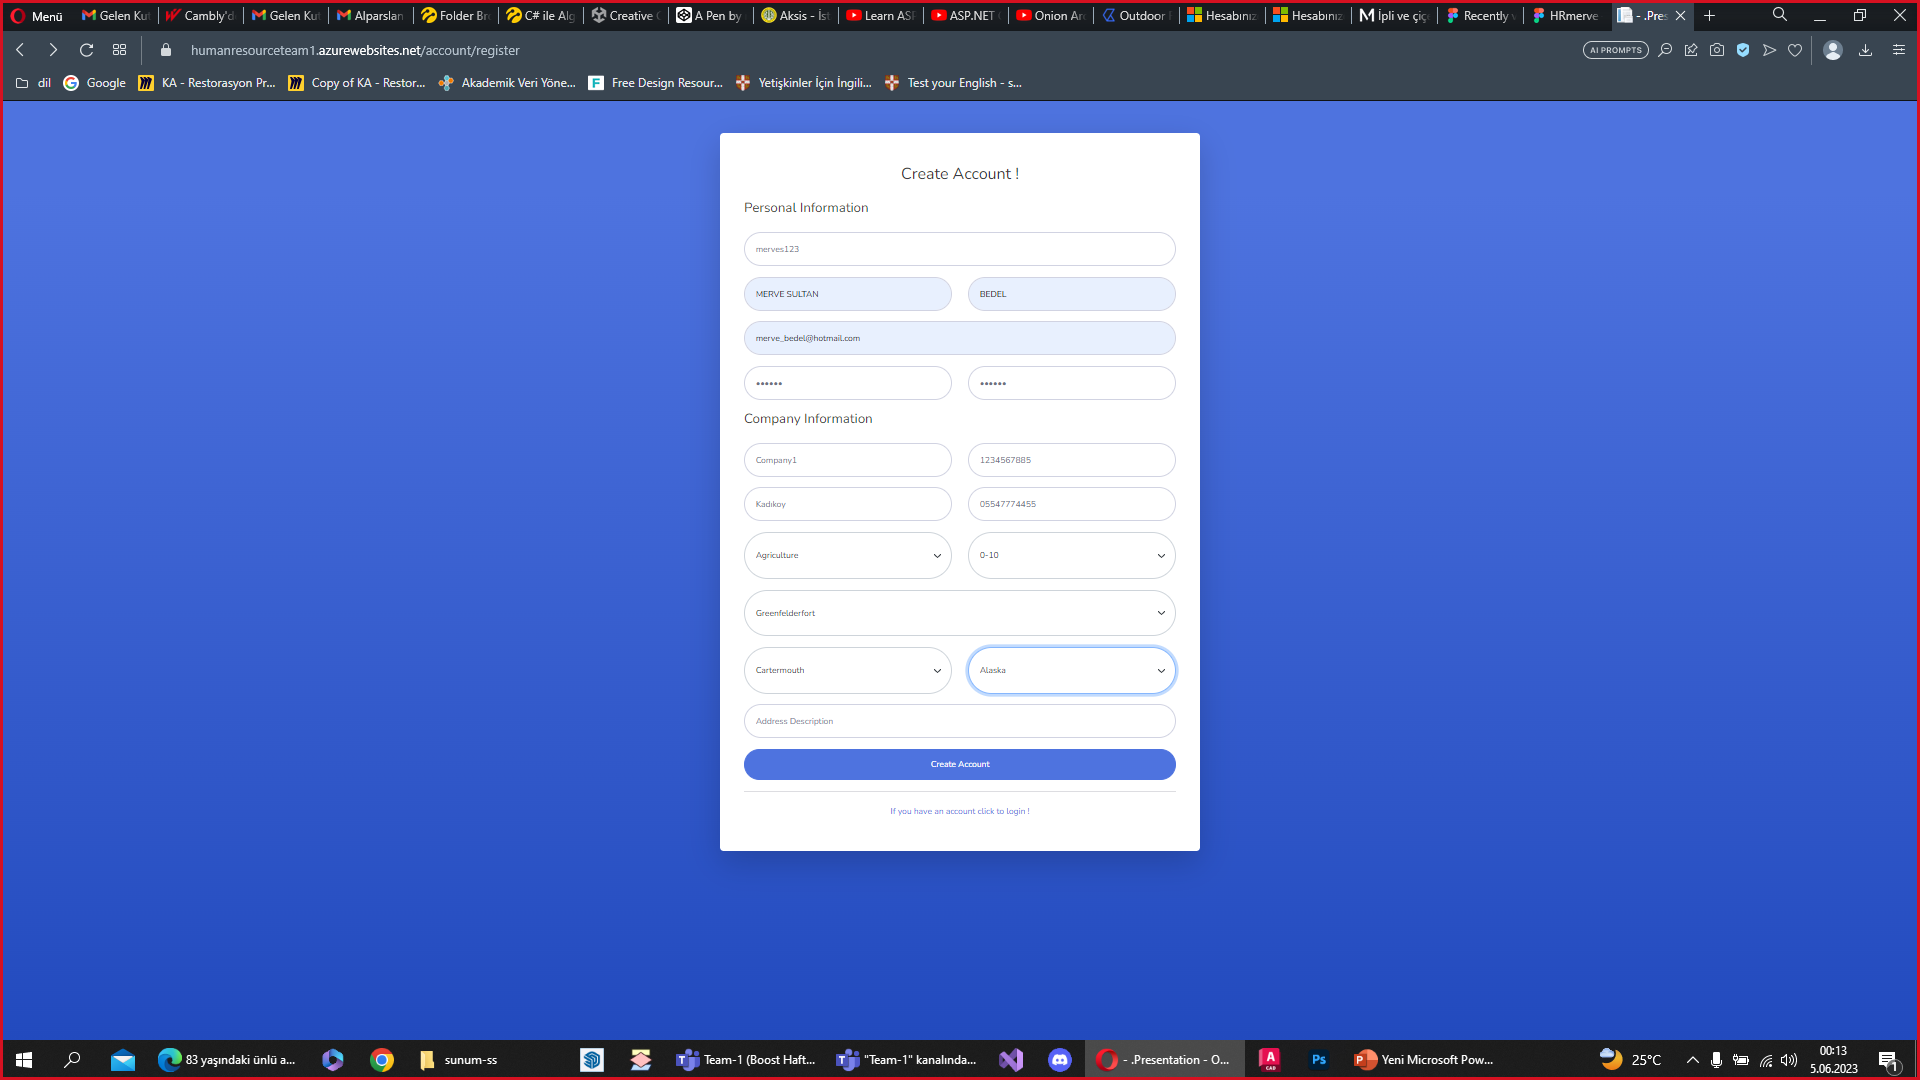 Menü
Gelen Ku
Cambly'd
Gelen Ku
Alparslan
Folder Br
C# ile Alg
Creative
A Pen by
Aksis - İs
Learn AS
ASP.NET
Onion Ar
Outdoor
Hesabınız
Hesabınız
İpli ve çiç
Recently
HRmerve
- .Pres
humanresourceteam1.azurewebsites.net/account/register
AI PROMPTS
dil
Google
KA - Restorasyon Pr...
Copy of KA - Restor...
Akademik Veri Yöne...
Free Design Resour...
Yetişkinler İçin İngili...
Test your English - s...
Create Account !
Personal Information
merves123
MERVE SULTAN
BEDEL
merve_bedel@hotmail.com
••••••
••••••
Company Information
Company1
1234567885
Kadıkoy
05547774455
Agriculture
0-10
Greenfelderfort
Cartermouth
Alaska
Address Description
Create Account
If you have an account click to login !
83 yaşındaki ünlü a...
sunum-ss
Team-1 (Boost Haft...
"Team-1" kanalında...
- .Presentation - O...
Ps
Yeni Microsoft Pow...
25°C
00:13
5.06.2023
1